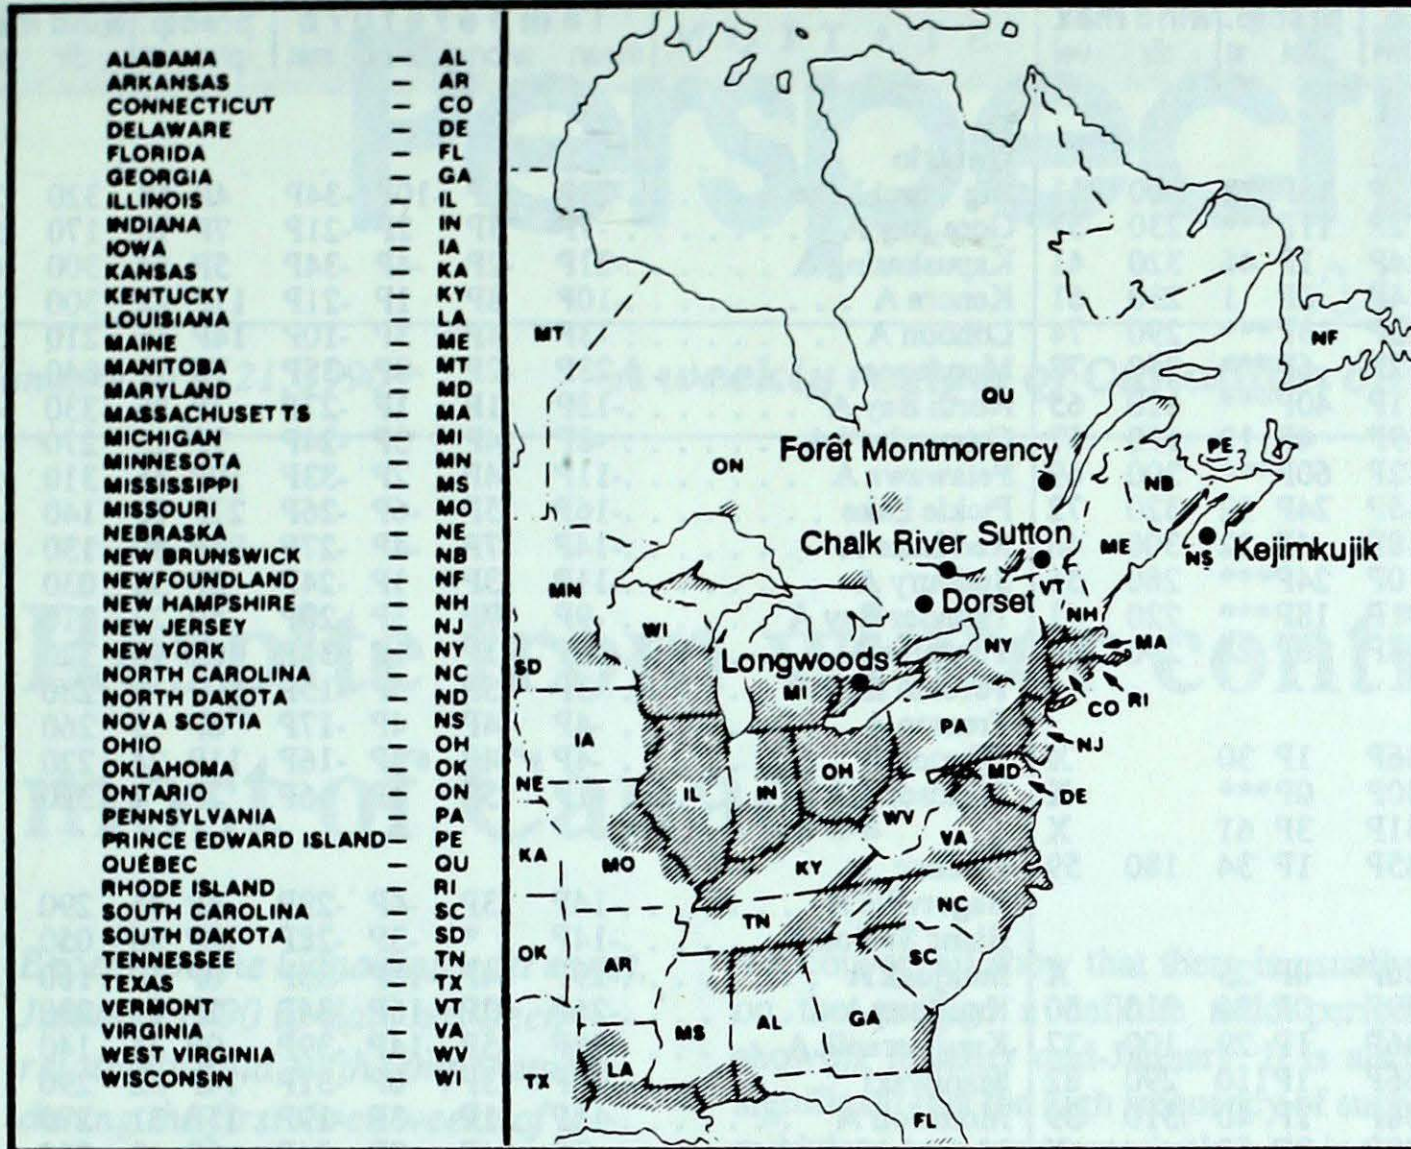 ALABAMA — AL
ARKANSAS — AR
CONNECTICUT — CO
DELAWARE — DE
FLORIDA — FL
GEORGIA — GA
ILLINOIS — IL
INDIANA — IN
IOWA — IA
KANSAS — KA
KENTUCKY — KY
LOUISIANA — LA
MAINE — ME
MANITOBA — MT
MARYLAND — MD
MASSACHUSETTS — MA
MICHIGAN — MI
MINNESOTA — MN
MISSISSIPPI — MS
MISSOURI — MO
NEBRASKA — NE
NEW BRUNSWICK — NB
NEWFOUNDLAND — NF
NEW HAMPSHIRE — NH
NEW JERSEY — NJ
NEW YORK — NY
NORTH CAROLINA — NC
NORTH DAKOTA — ND
NOVA SCOTIA — NS
OHIO — OH
OKLAHOMA — OK
ONTARIO — ON
PENNSYLVANIA — PA
PRINCE EDWARD ISLAND — PE
QUÉBEC — QU
RHODE ISLAND — RI
SOUTH CAROLINA — SC
SOUTH DAKOTA — SD
TENNESSEE — TN
TEXAS — TX
VERMONT — VT
VIRGINIA — VA
WEST VIRGINIA — WV
WISCONSIN — WI
MT
NF
QU
Forêt Montmorency
PE
ON
NB
Chalk River
Sutton
ME
NS
Kejimkujik
MN
VT
Dorset
NH
WI
NY
MA
SD
Longwoods
MI
CO
RI
IA
PA
NJ
OH
MD
NE
IL
IN
DE
WV
VA
KA
MO
KY
NC
TN
OK
AR
SC
MS
AL
GA
LA
TX
FL